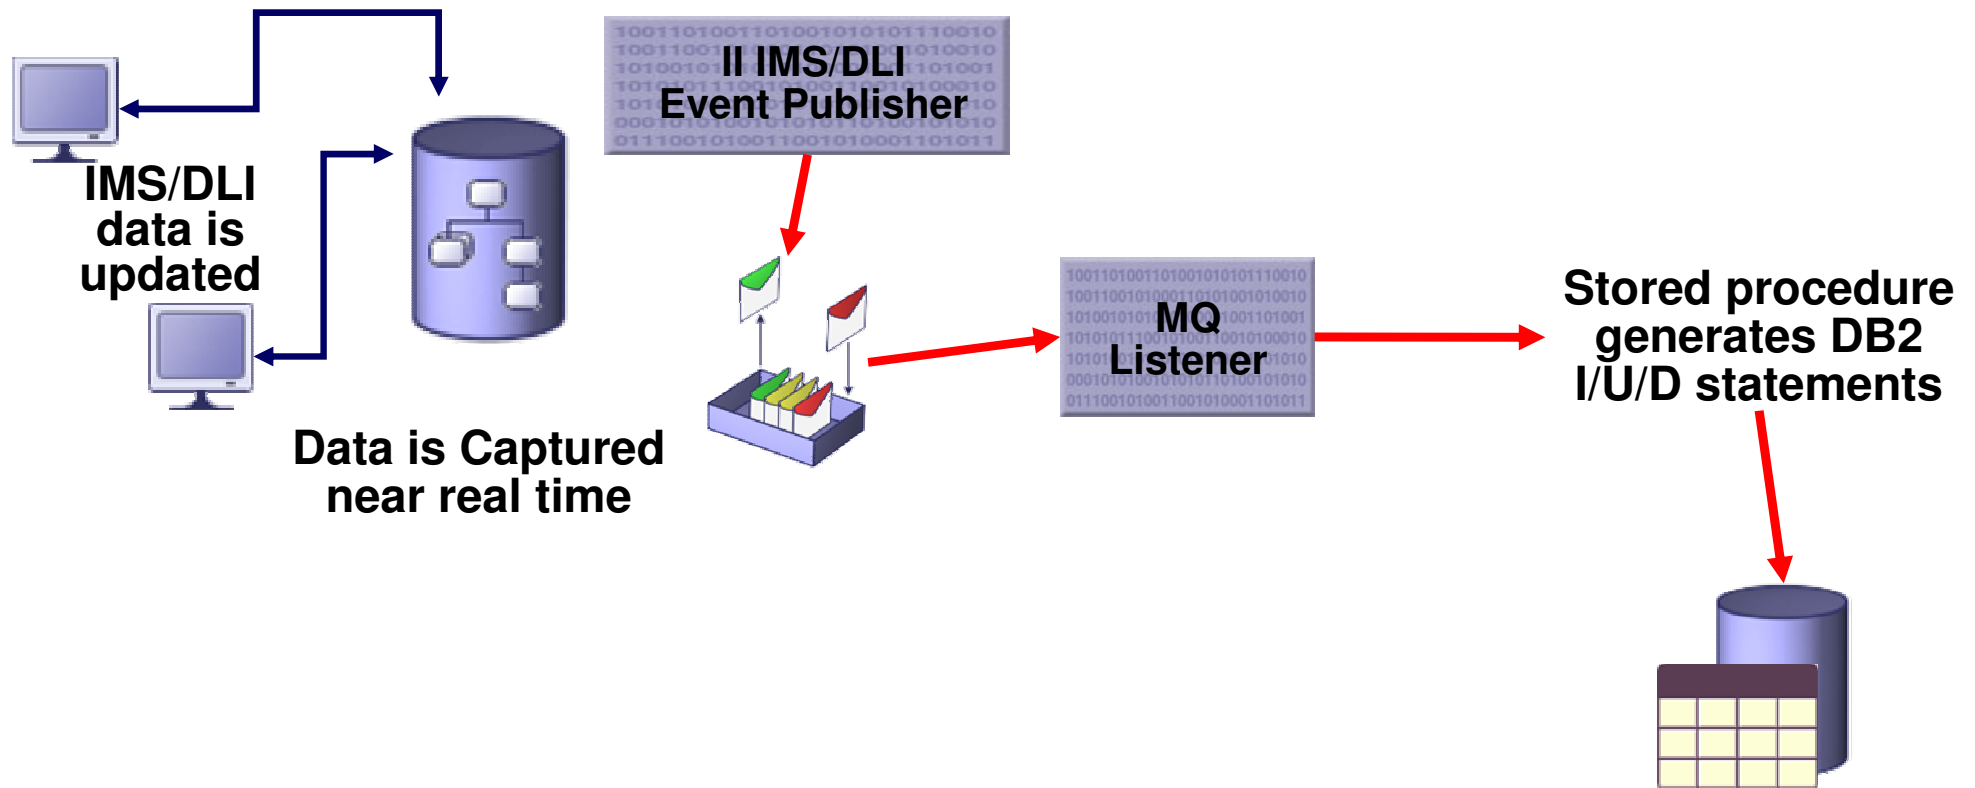 II IMS/DLI
Event Publisher
IMS/DLI
data is
updated
Data is Captured
near real time
MQ
Listener
Stored procedure
generates DB2
I/U/D statements